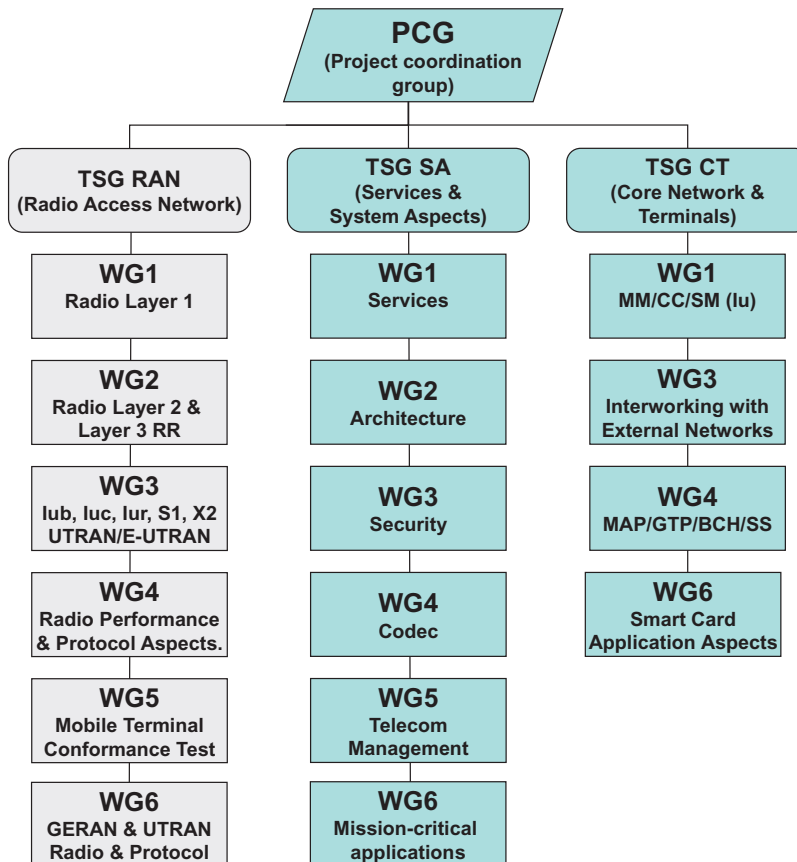 PCG
(Project coordination
group)
TSG RAN
(Radio Access Network)
WG1
Radio Layer 1
WG2
Radio Layer 2 &
Layer 3 RR
WG3
Iub, Iuc, Iur, S1, X2
UTRAN/E-UTRAN
WG4
Radio Performance
& Protocol Aspects.
WG5
Mobile Terminal
Conformance Test
WG6
GERAN & UTRAN
Radio & Protocol
TSG SA
(Services &
System Aspects)
WG1
Services
WG2
Architecture
WG3
Security
WG4
Codec
WG5
Telecom
Management
WG6
Mission-critical
applications
TSG CT
(Core Network &
Terminals)
WG1
MM/CC/SM (Iu)
WG3
Interworking with
External Networks
WG4
MAP/GTP/BCH/SS
WG6
Smart Card
Application Aspects